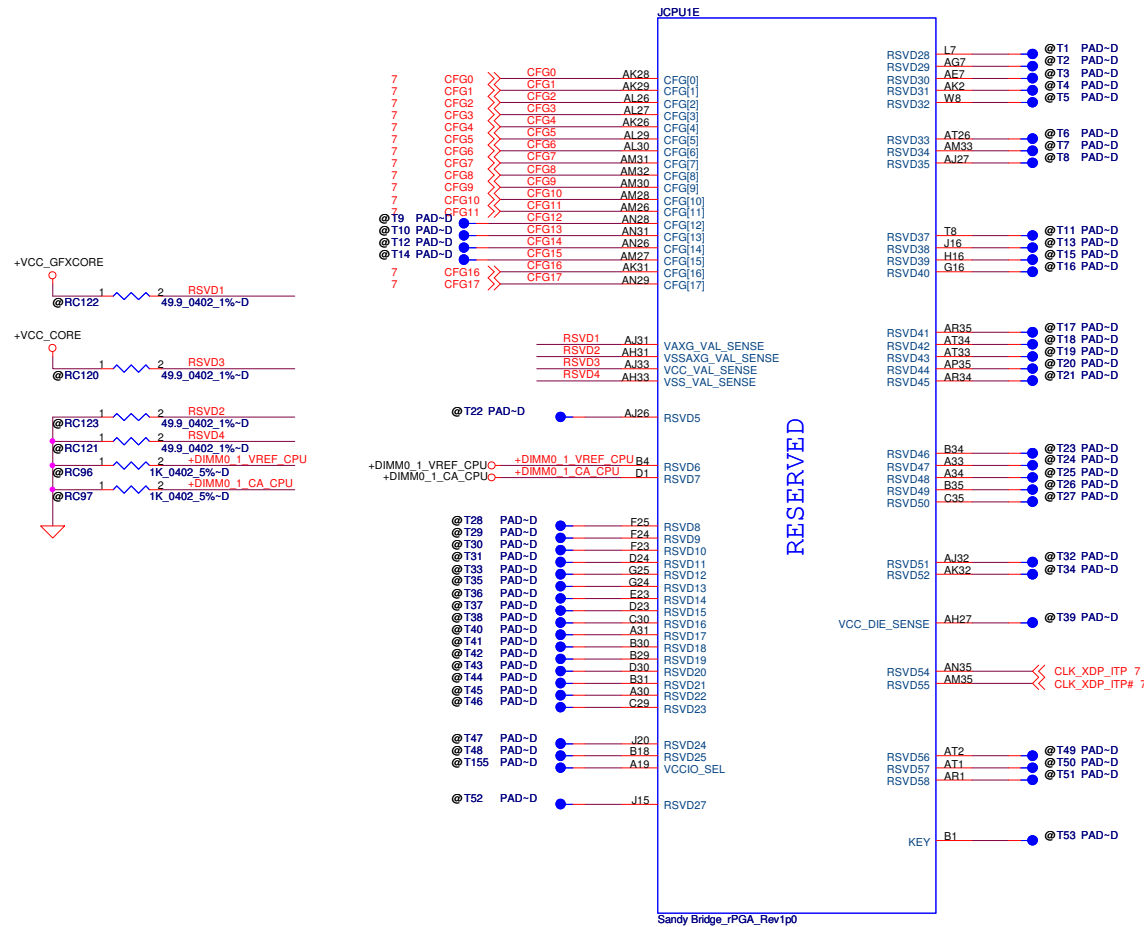 JCPU1E
7 CFG0 CFG0 AK28 CFG[0]
7 CFG1 CFG1 AK29 CFG[1]
7 CFG2 CFG2 AL26 CFG[2]
7 CFG3 CFG3 AL27 CFG[3]
7 CFG4 CFG4 AK26 CFG[4]
7 CFG5 CFG5 AL29 CFG[5]
7 CFG6 CFG6 AL30 CFG[6]
7 CFG7 CFG7 AM31 CFG[7]
7 CFG8 CFG8 AM32 CFG[8]
7 CFG9 CFG9 AM30 CFG[9]
7 CFG10 CFG10 AM28 CFG[10]
7 CFG11 CFG11 AM26 CFG[11]
@T9 PAD~D CFG12 AN28 CFG[12]
@T10 PAD~D CFG13 AN31 CFG[13]
@T12 PAD~D CFG14 AN26 CFG[14]
@T14 PAD~D CFG15 AM27 CFG[15]
7 CFG16 CFG16 AK31 CFG[16]
7 CFG17 CFG17 AN29 CFG[17]
+VCC_GFXCORE
1 2 RSVD1
@RC122 49.9_0402_1%~D
+VCC_CORE
1 2 RSVD3
@RC120 49.9_0402_1%~D
1 2 RSVD2
@RC123 49.9_0402_1%~D
1 2 RSVD4
@RC121 49.9_0402_1%~D
1 2 +DIMM0_1_VREF_CPU
@RC96 1K_0402_5%~D
1 2 +DIMM0_1_CA_CPU
@RC97 1K_0402_5%~D
RSVD1 AJ31 VAXG_VAL_SENSE
RSVD2 AH31 VSSAXG_VAL_SENSE
RSVD3 AJ33 VCC_VAL_SENSE
RSVD4 AH33 VSS_VAL_SENSE
@T22 PAD~D AJ26 RSVD5
+DIMM0_1_VREF_CPU +DIMM0_1_VREF_CPU B4 RSVD6
+DIMM0_1_CA_CPU +DIMM0_1_CA_CPU D1 RSVD7
@T28 PAD~D F25 RSVD8
@T29 PAD~D F24 RSVD9
@T30 PAD~D F23 RSVD10
@T31 PAD~D D24 RSVD11
@T33 PAD~D G25 RSVD12
@T35 PAD~D G24 RSVD13
@T36 PAD~D E23 RSVD14
@T37 PAD~D D23 RSVD15
@T38 PAD~D C30 RSVD16
@T40 PAD~D A31 RSVD17
@T41 PAD~D B30 RSVD18
@T42 PAD~D B29 RSVD19
@T43 PAD~D D30 RSVD20
@T44 PAD~D B31 RSVD21
@T45 PAD~D A30 RSVD22
@T46 PAD~D C29 RSVD23
@T47 PAD~D J20 RSVD24
@T48 PAD~D B18 RSVD25
@T155 PAD~D A19 VCCIO_SEL
@T52 PAD~D J15 RSVD27
RESERVED
RSVD28 L7 @T1 PAD~D
RSVD29 AG7 @T2 PAD~D
RSVD30 AE7 @T3 PAD~D
RSVD31 AK2 @T4 PAD~D
RSVD32 W8 @T5 PAD~D
RSVD33 AT26 @T6 PAD~D
RSVD34 AM33 @T7 PAD~D
RSVD35 AJ27 @T8 PAD~D
RSVD37 T8 @T11 PAD~D
RSVD38 J16 @T13 PAD~D
RSVD39 H16 @T15 PAD~D
RSVD40 G16 @T16 PAD~D
RSVD41 AR35 @T17 PAD~D
RSVD42 AT34 @T18 PAD~D
RSVD43 AT33 @T19 PAD~D
RSVD44 AP35 @T20 PAD~D
RSVD45 AR34 @T21 PAD~D
RSVD46 B34 @T23 PAD~D
RSVD47 A33 @T24 PAD~D
RSVD48 A34 @T25 PAD~D
RSVD49 B35 @T26 PAD~D
RSVD50 C35 @T27 PAD~D
RSVD51 AJ32 @T32 PAD~D
RSVD52 AK32 @T34 PAD~D
VCC_DIE_SENSE AH27 @T39 PAD~D
RSVD54 AN35 CLK_XDP_ITP 7
RSVD55 AM35 CLK_XDP_ITP# 7
RSVD56 AT2 @T49 PAD~D
RSVD57 AT1 @T50 PAD~D
RSVD58 AR1 @T51 PAD~D
KEY B1 @T53 PAD~D
Sandy Bridge_rPGA_Rev1p0